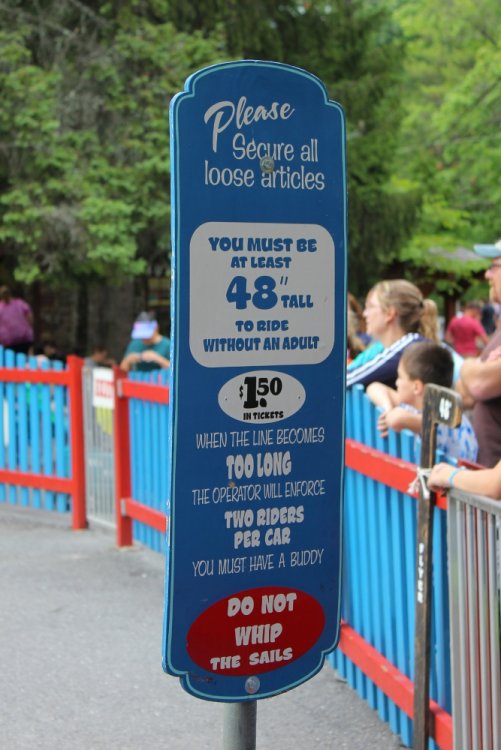 Please
Secure all
loose articles
YOU MUST BE
AT LEAST
48" TALL
TO RIDE
WITHOUT AN ADULT
$1.50
IN TICKETS
WHEN THE LINE BECOMES
TOO LONG
THE OPERATOR WILL ENFORCE
TWO RIDERS
PER CAR
YOU MUST HAVE A BUDDY
DO NOT
WHIP
THE SAILS